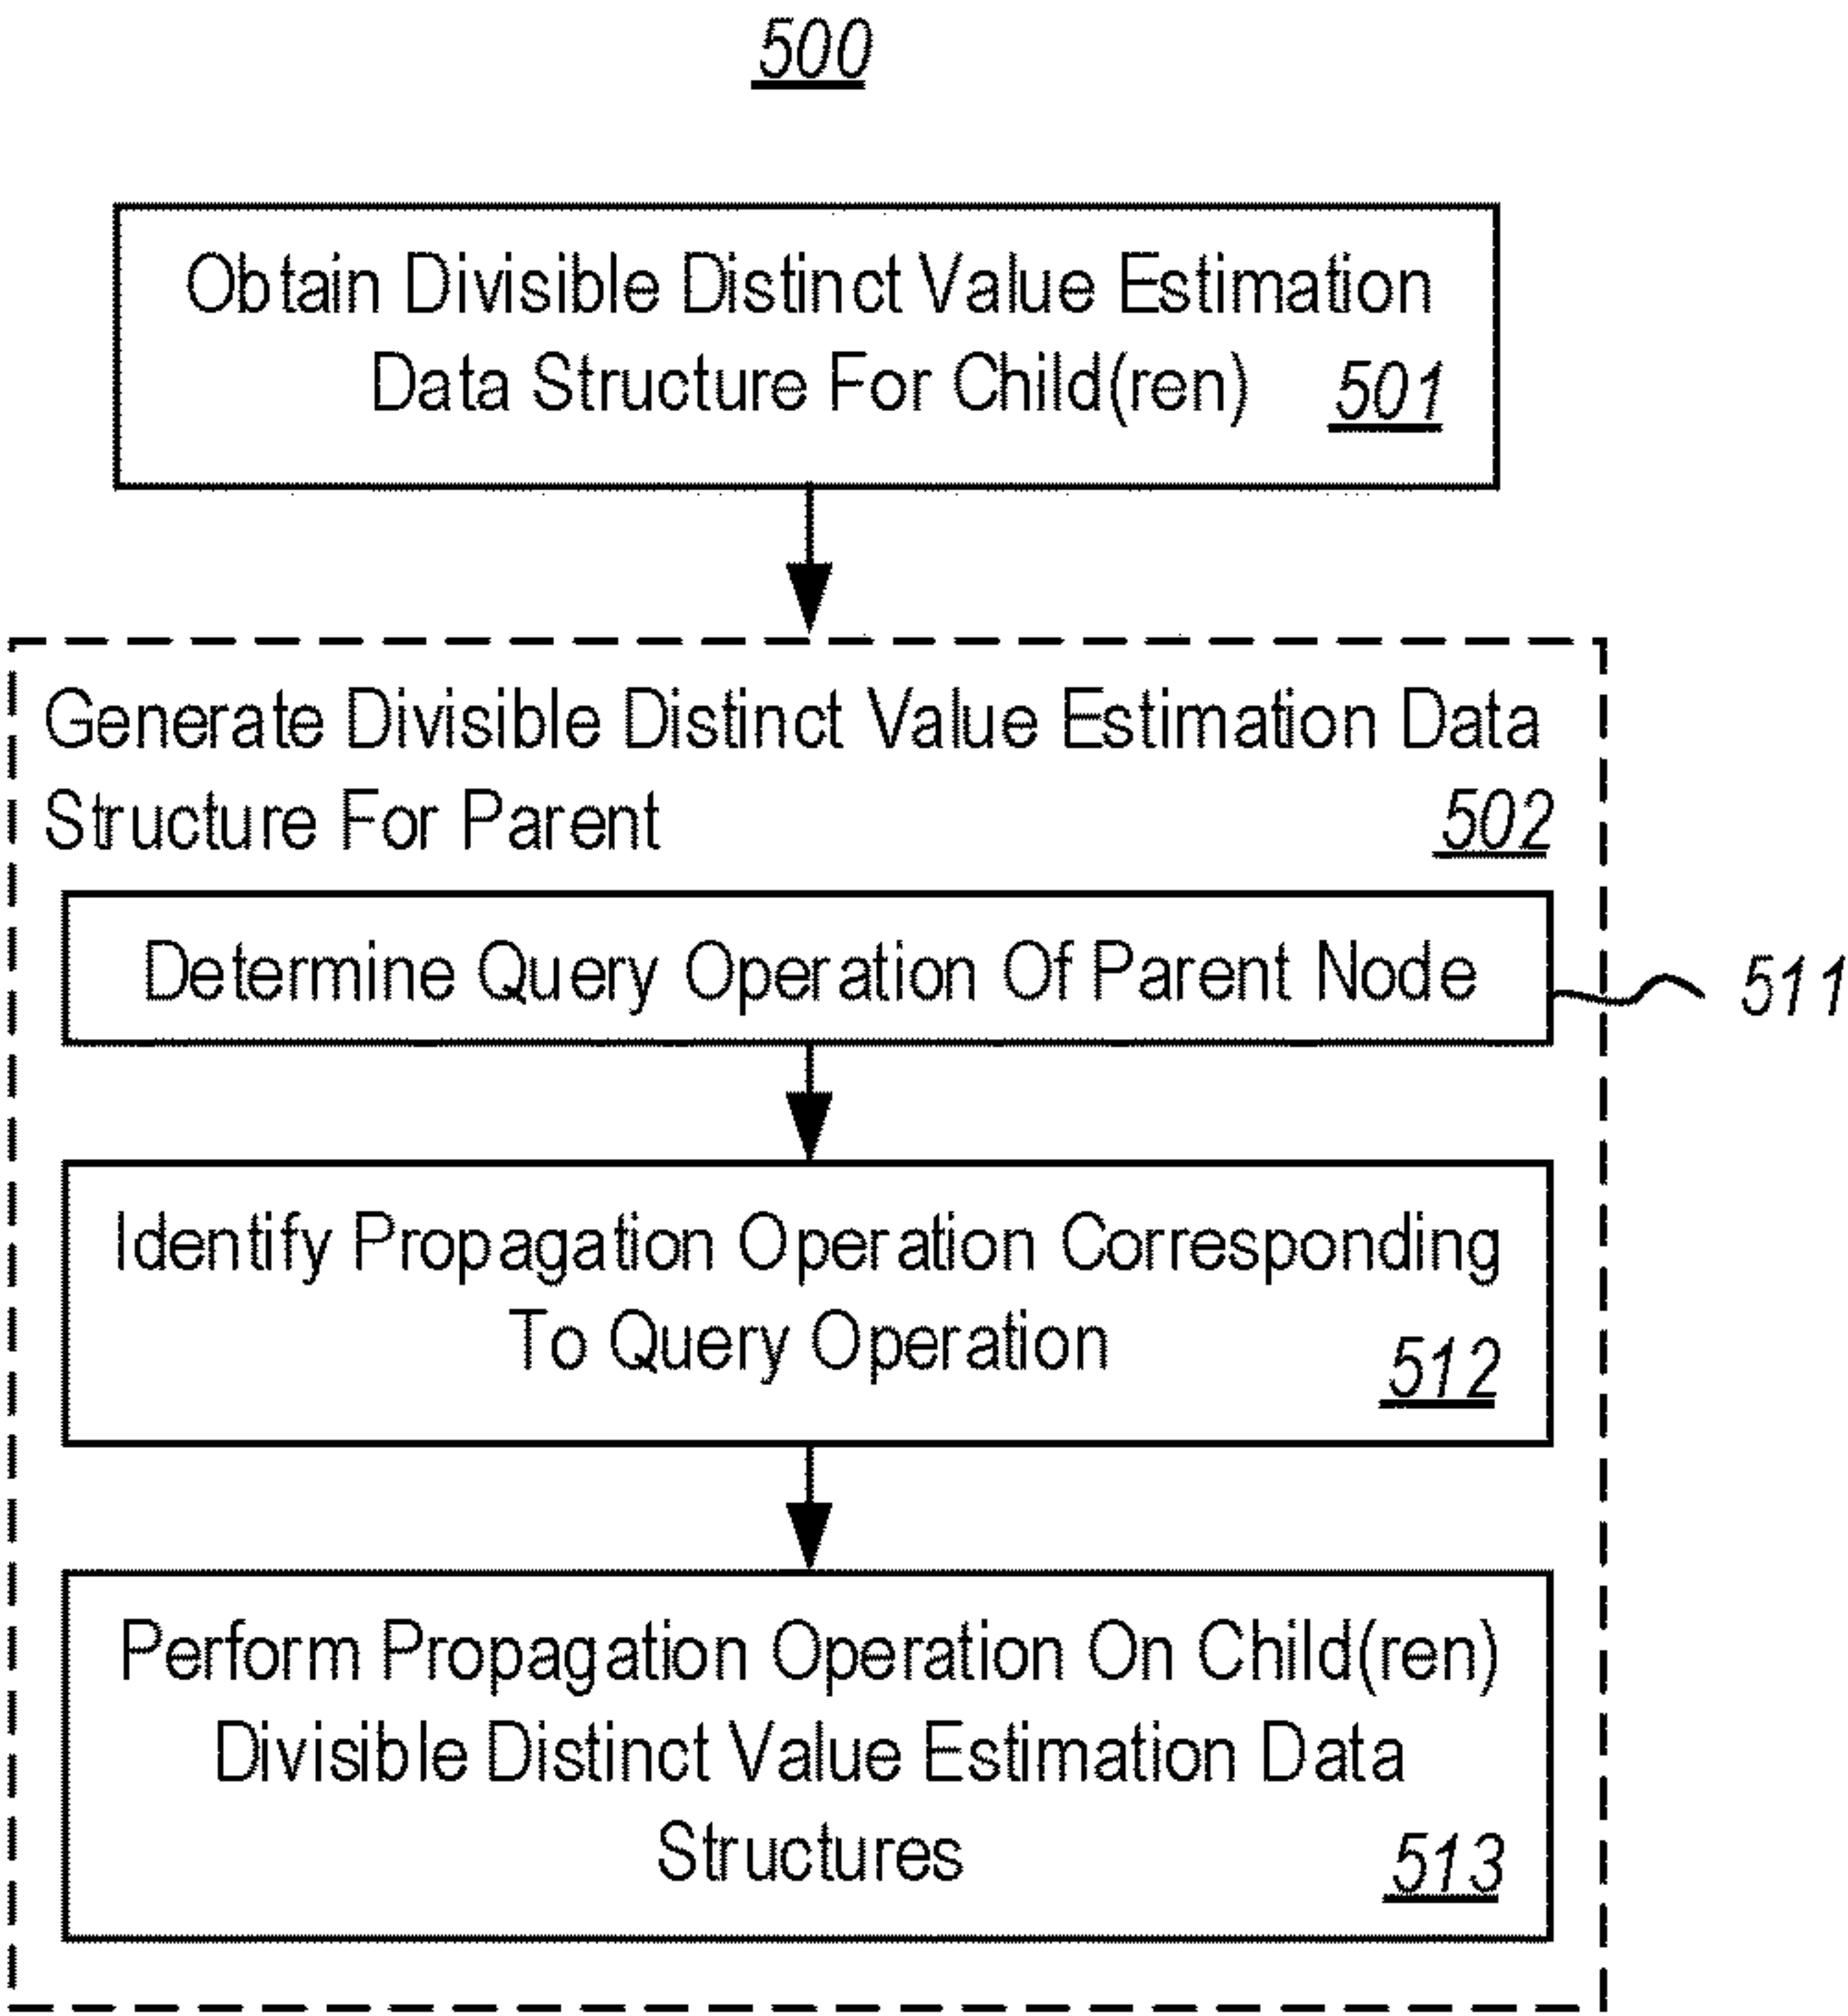 500
Obtain Divisible Distinct Value Estimation
Data Structure For Child(ren) 501
Generate Divisible Distinct Value Estimation Data
Structure For Parent 502
Determine Query Operation Of Parent Node
511
Identify Propagation Operation Corresponding
To Query Operation
512
Perform Propagation Operation On Child(ren)
Divisible Distinct Value Estimation Data
Structures 513